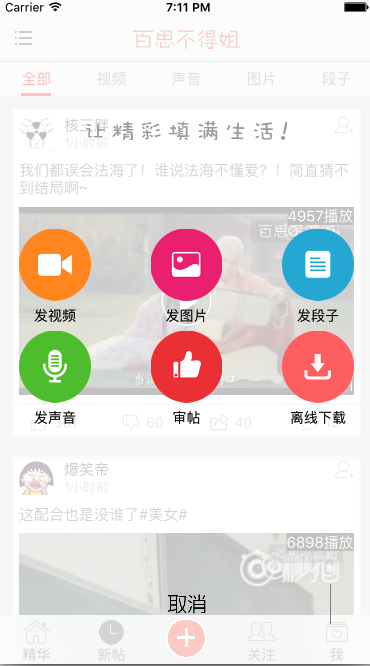 Carrier 7:11 PM
百思不得姐
全部 视频 声音 图片 段子
核三胖
1小时前
让精彩填满生活！
我们都误会法海了！谁说法海不懂爱？！简直猜不
到结局啊~
4957播放
百思不得姐
发视频 发图片 发段子
发声音 审帖 离线下载
60 40
爆笑帝
1小时前
这配合也是没谁了#美女#
6898播放
秒拍
取消
精华 新帖 关注 我